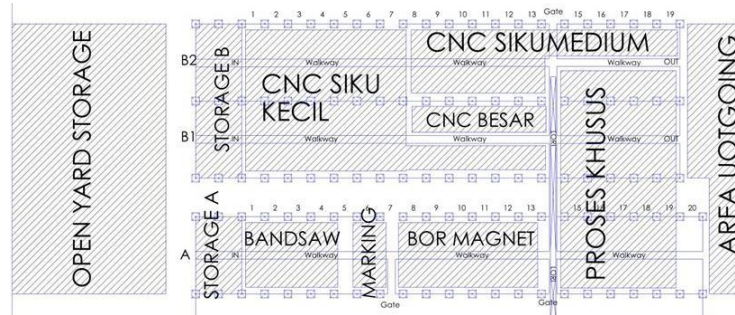 Gate
1 2 3 4 5 6 7 8 9 10 11 12 13 15 16 17 18 19
CNC SIKUMEDIUM
B2 IN Walkway Walkway Walkway OUT
CNC SIKU
KECIL
CNC BESAR
B1 IN Walkway Walkway Walkway OUT
LORI
OPEN YARD STORAGE
STORAGE B
STORAGE A
PROSES KHUSUS
AREA UOTGOING
1 2 3 4 5 6 7 8 9 10 11 12 13 15 16 17 18 19 20
BANDSAW
MARKING
BOR MAGNET
A IN Walkway Walkway Walkway
LORI
Gate
Gate